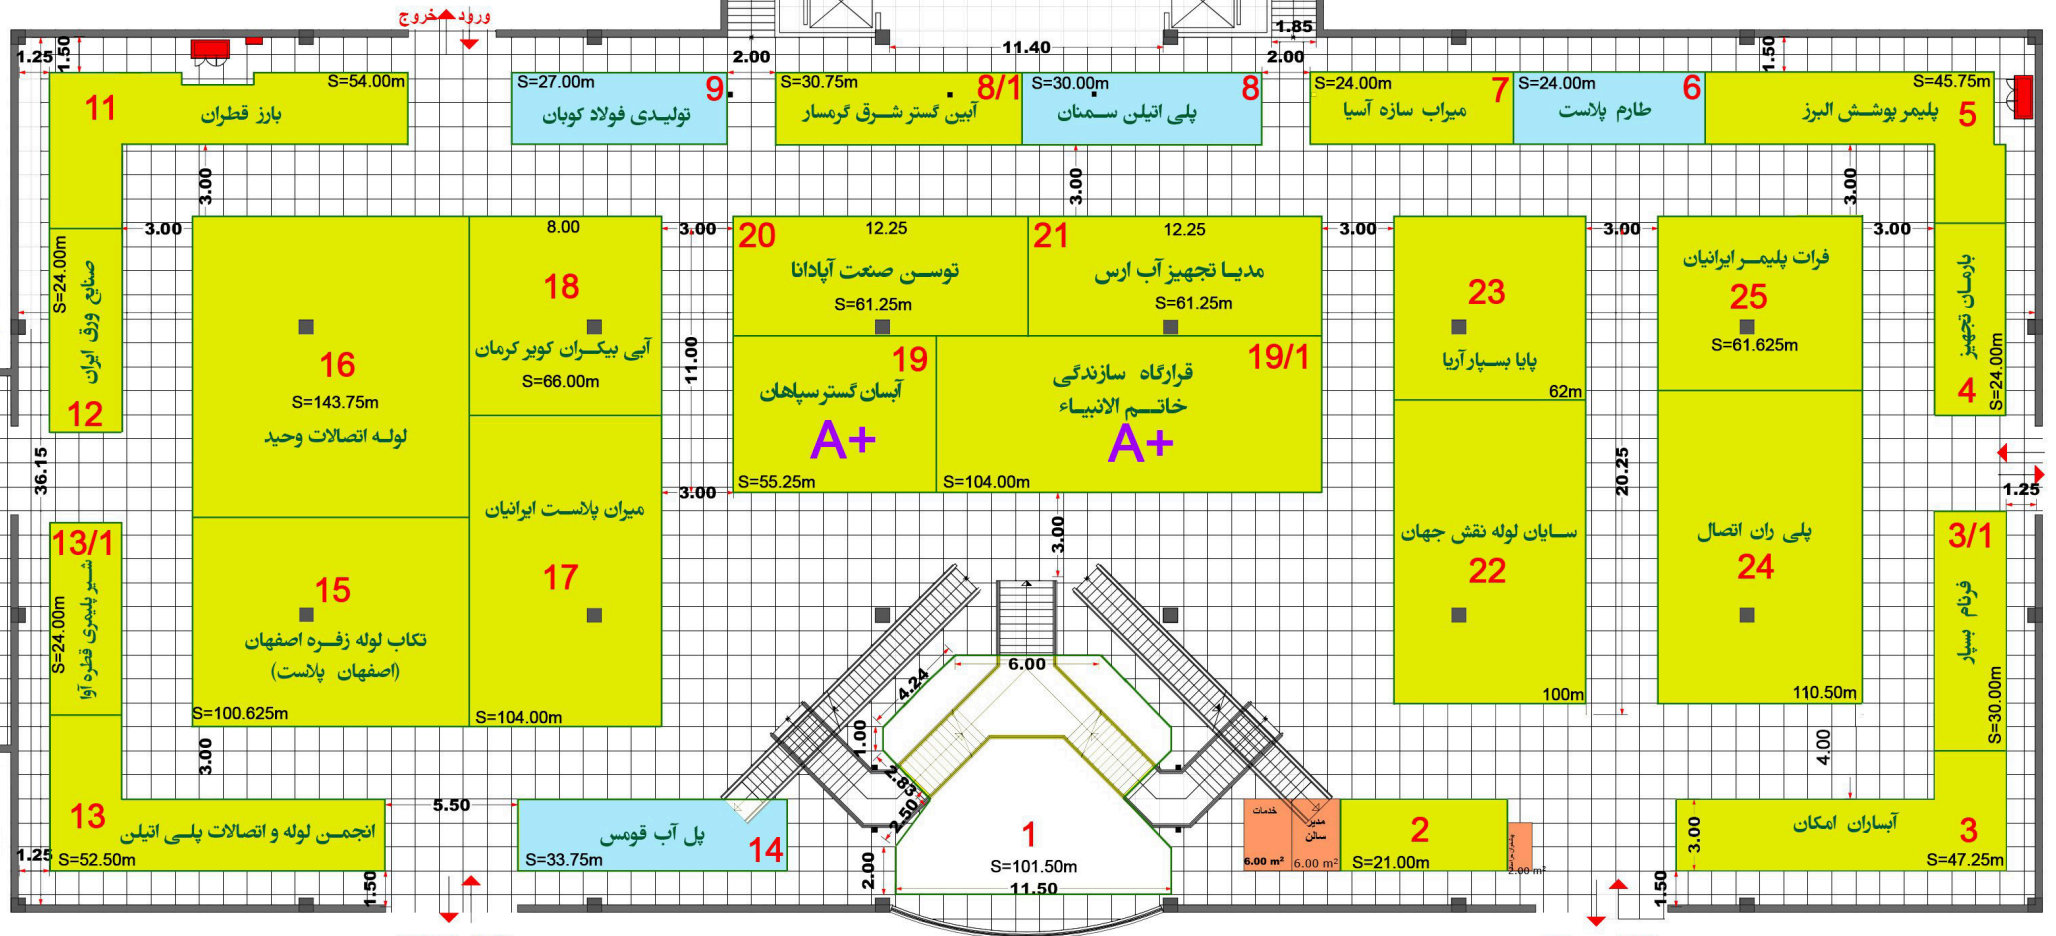 ورود خروج
1.25
1.50
2.00
11.40
1.85
2.00
1.50
11
S=54.00m
بارز قطران
S=27.00m
9
تولیدی فولاد کوبان
S=30.75m
8/1
آبین گستر شرق گرمسار
S=30.00m
8
پلی اتیلن سمنان
S=24.00m
7
میراب سازه آسیا
S=24.00m
6
طارم پلاست
S=45.75m
5
پلیمر پوشش البرز
3.00
3.00
3.00
3.00
3.00
3.00
3.00
3.00
S=24.00m
صنایع ورق ایران
12
16
S=143.75m
لوله اتصالات وحید
8.00
18
آبی بیکران کویر کرمان
S=66.00m
11.00
20
12.25
توسن صنعت آپادانا
S=61.25m
21
12.25
مدیا تجهیز آب ارس
S=61.25m
19
آبسان گستر سپاهان
A+
S=55.25m
19/1
قرارگاه سازندگی
خاتم الانبیاء
A+
S=104.00m
23
پایا بسپار آریا
62m
فرات پلیمر ایرانیان
25
S=61.625m
بارمان تجهیز
4
S=24.00m
36.15
3.00
3.00
20.25
1.25
13/1
شیر پلیمری قطره آوا
S=24.00m
15
تکاب لوله زفره اصفهان
(اصفهان پلاست)
S=100.625m
میران پلاست ایرانیان
17
S=104.00m
سایان لوله نقش جهان
22
100m
پلی ران اتصال
24
110.50m
3/1
فرنام بسپار
S=30.00m
6.00
4.24
1.00
2.83
2.50
2.00
3.00
4.00
5.50
13
انجمن لوله و اتصالات پلی اتیلن
S=52.50m
1.25
1.50
پل آب قومس
14
S=33.75m
1
S=101.50m
11.50
خدمات
6.00 m²
مدیر
سالن
6.00 m²
2
S=21.00m
2.00 m²
1.50
3.00
آبساران امکان
3
S=47.25m